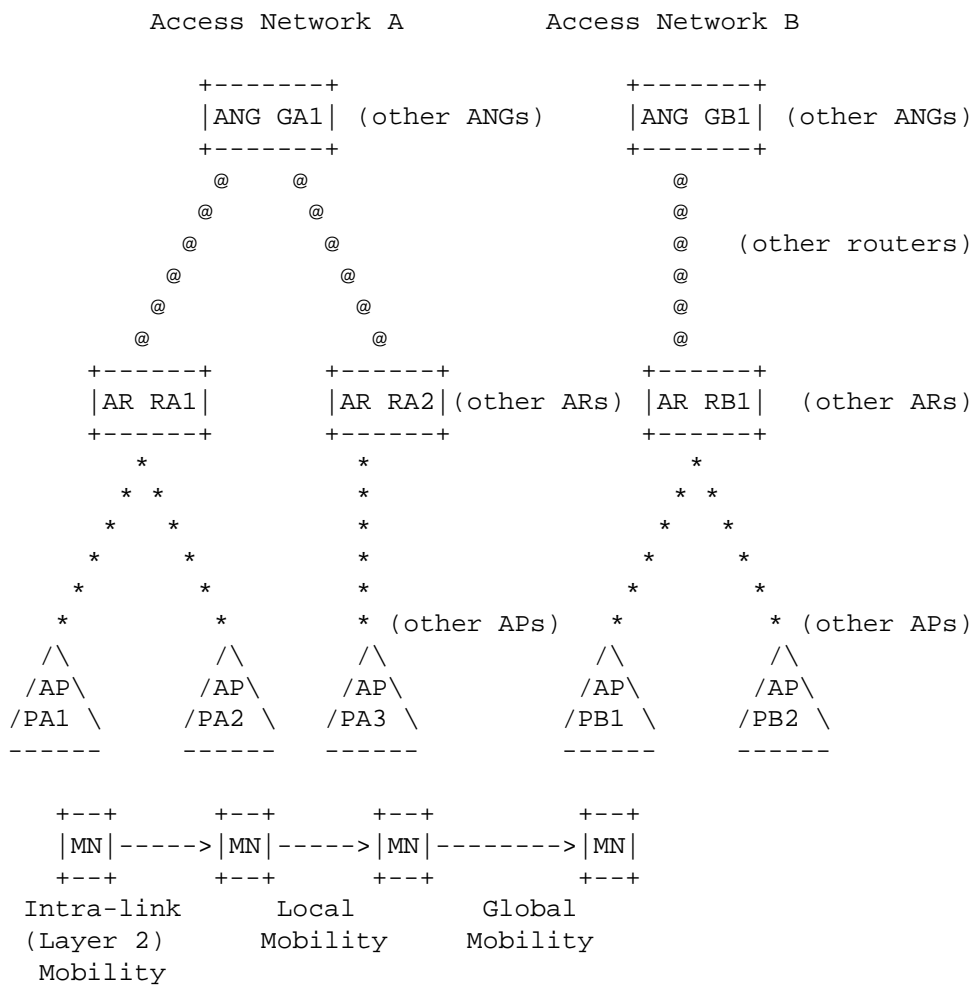 Access Network A          Access Network B
|ANG GA1| (other ANGs)     |ANG GB1| (other ANGs)
(other routers)
|AR RA1|       |AR RA2|(other ARs) |AR RB1|  (other ARs)
(other APs)   (other APs)
/AP\ /AP\ /AP\ /AP\ /AP\
/PA1 \ /PA2 \ /PA3 \ /PB1 \ /PB2 \
|MN|----->|MN|----->|MN|-------->|MN|
Intra-link      Local          Global
(Layer 2)      Mobility     Mobility
Mobility